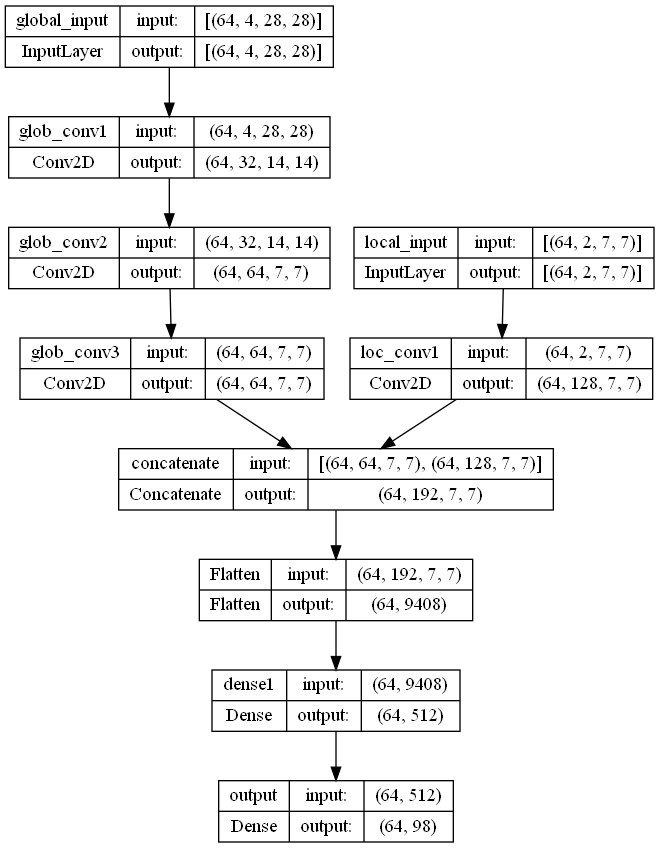 global_input input: [(64, 4, 28, 28)]
InputLayer output: [(64, 4, 28, 28)]
glob_conv1 input: (64, 4, 28, 28)
Conv2D output: (64, 32, 14, 14)
glob_conv2 input: (64, 32, 14, 14)
Conv2D output: (64, 64, 7, 7)
local_input input: [(64, 2, 7, 7)]
InputLayer output: [(64, 2, 7, 7)]
glob_conv3 input: (64, 64, 7, 7)
Conv2D output: (64, 64, 7, 7)
loc_conv1 input: (64, 2, 7, 7)
Conv2D output: (64, 128, 7, 7)
concatenate input: [(64, 64, 7, 7), (64, 128, 7, 7)]
Concatenate output: (64, 192, 7, 7)
Flatten input: (64, 192, 7, 7)
Flatten output: (64, 9408)
dense1 input: (64, 9408)
Dense output: (64, 512)
output input: (64, 512)
Dense output: (64, 98)